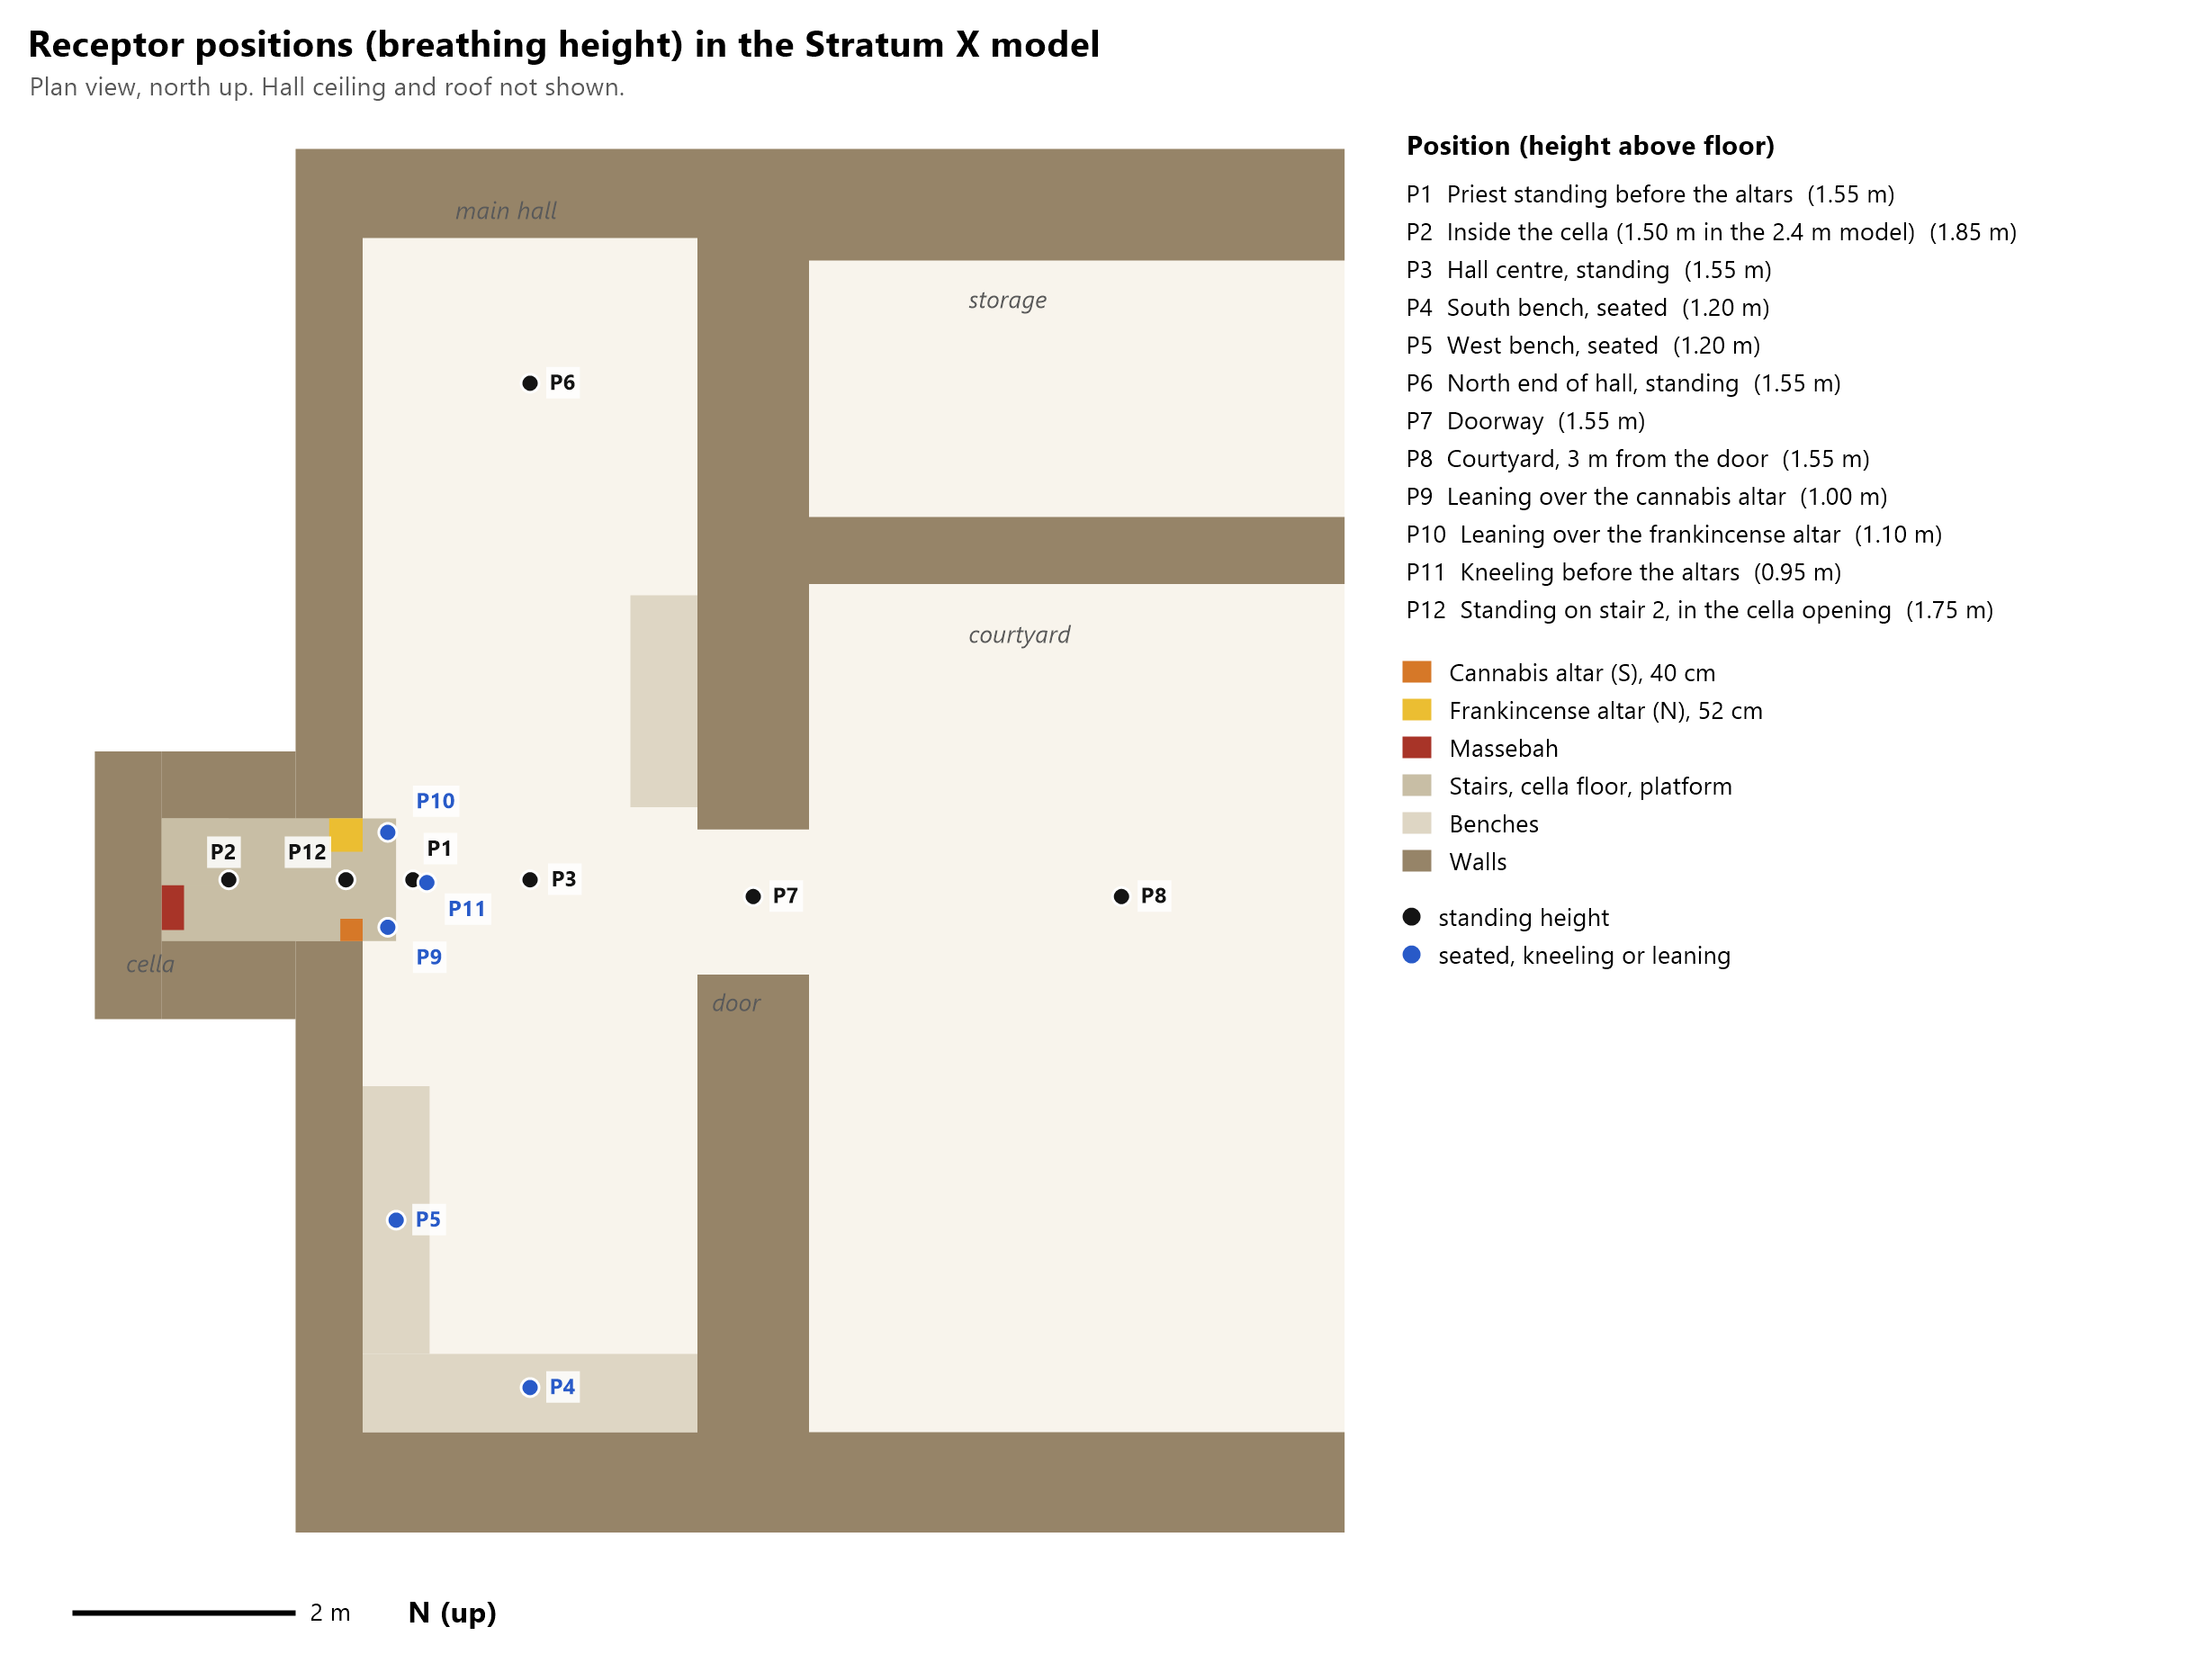 Receptor positions (breathing height) in the Stratum X model
Plan view, north up. Hall ceiling and roof not shown.
main hall
storage
courtyard
cella
door
P6
P10
P1
P2
P12
P3
P11
P9
P7
P8
P5
P4
2 m
N (up)
Position (height above floor)
P1 Priest standing before the altars (1.55 m)
P2 Inside the cella (1.50 m in the 2.4 m model) (1.85 m)
P3 Hall centre, standing (1.55 m)
P4 South bench, seated (1.20 m)
P5 West bench, seated (1.20 m)
P6 North end of hall, standing (1.55 m)
P7 Doorway (1.55 m)
P8 Courtyard, 3 m from the door (1.55 m)
P9 Leaning over the cannabis altar (1.00 m)
P10 Leaning over the frankincense altar (1.10 m)
P11 Kneeling before the altars (0.95 m)
P12 Standing on stair 2, in the cella opening (1.75 m)
Cannabis altar (S), 40 cm
Frankincense altar (N), 52 cm
Massebah
Stairs, cella floor, platform
Benches
Walls
standing height
seated, kneeling or leaning